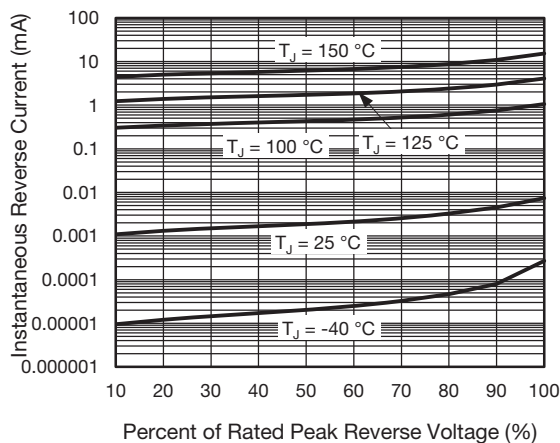 Instantaneous Reverse Current (mA)
100
10
1
0.1
0.01
0.001
0.0001
0.00001
0.000001
T_J = 150 °C
T_J = 125 °C
T_J = 100 °C
T_J = 25 °C
T_J = -40 °C
10 20 30 40 50 60 70 80 90 100
Percent of Rated Peak Reverse Voltage (%)